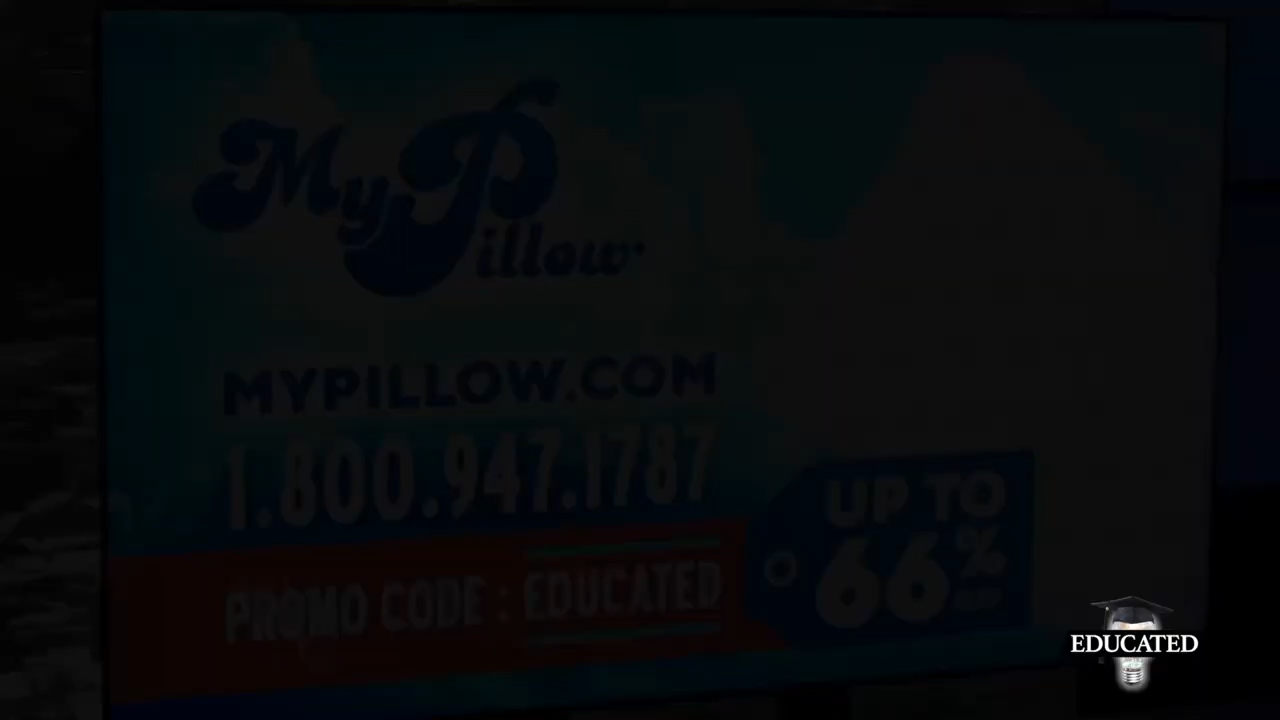 MyPillow
MYPILLOW.COM
1.800.947.1787
PROMO CODE : EDUCATED
UP TO
66%
EDUCATED